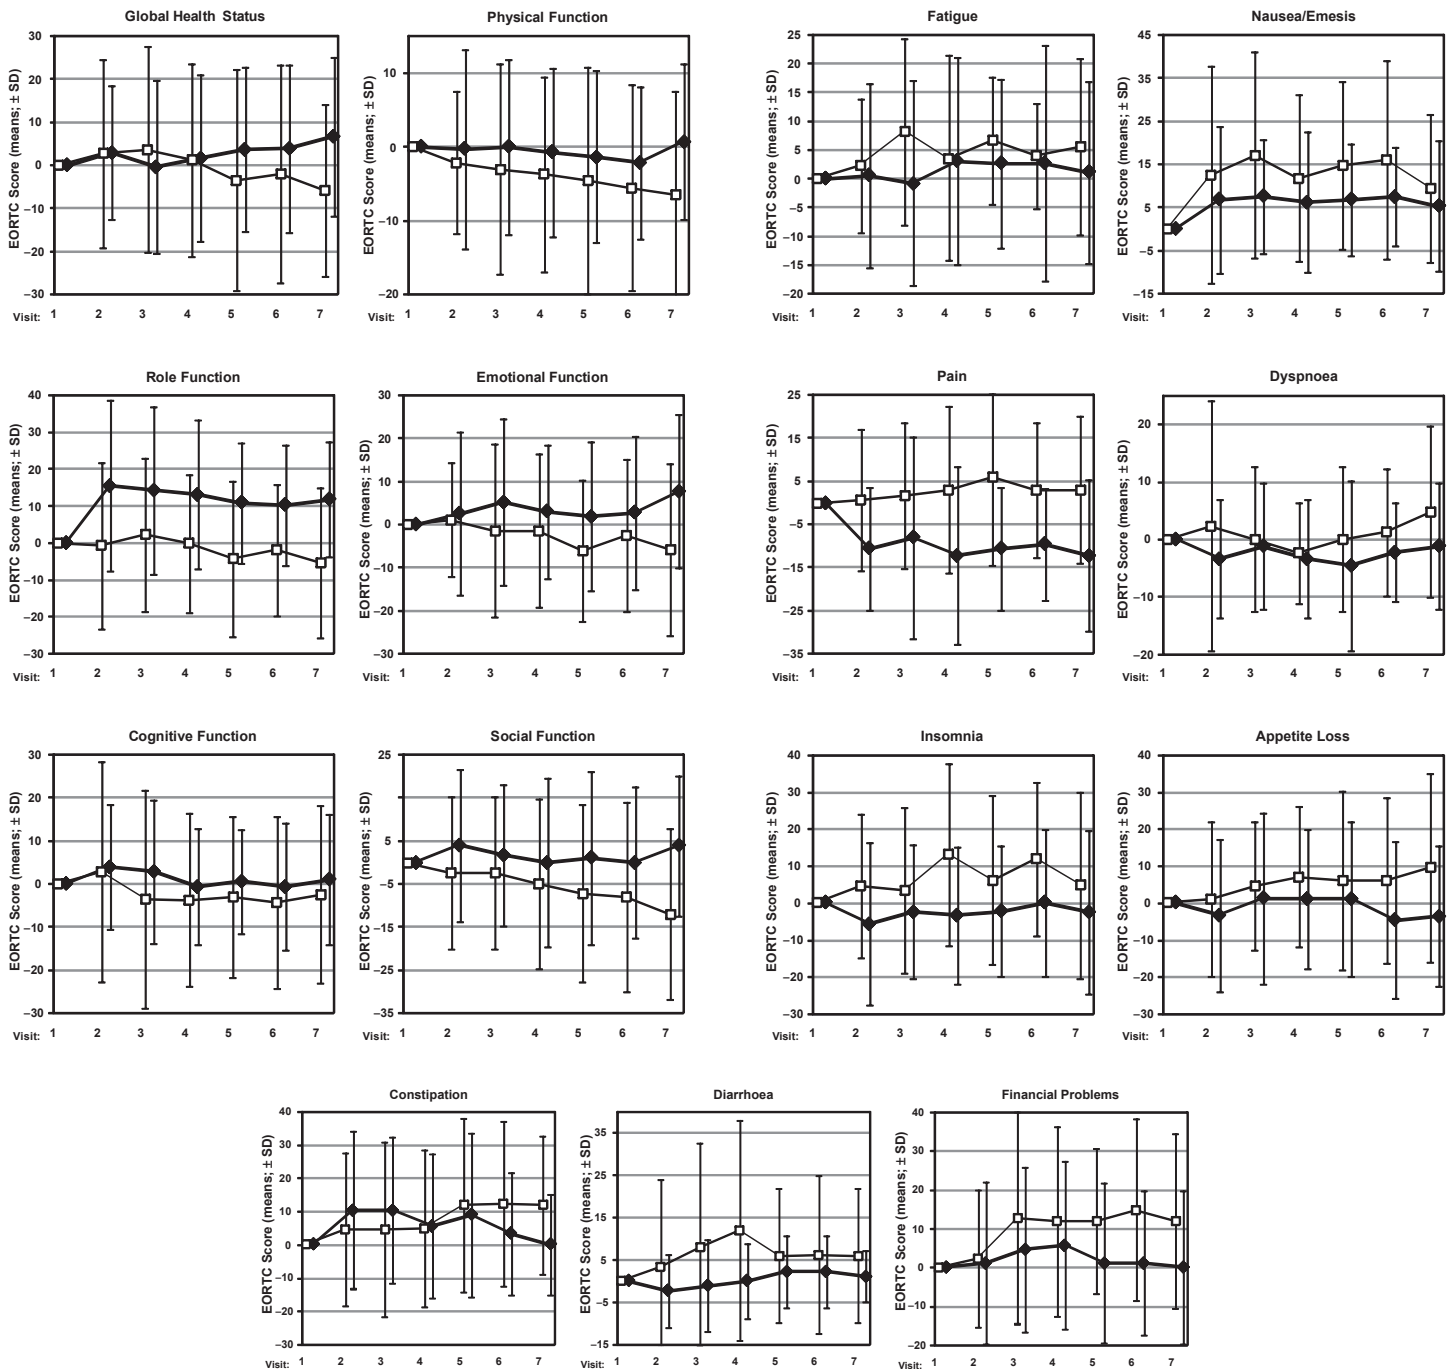 Global Health Status
EORTC Score (means; ± SD)
30
20
10
0
–10
–20
–30
Visit: 1 2 3 4 5 6 7
Physical Function
EORTC Score (means; ± SD)
10
0
–10
–20
Visit: 1 2 3 4 5 6 7
Fatigue
EORTC Score (means; ± SD)
25
20
15
10
5
0
–5
–10
–15
–20
Visit: 1 2 3 4 5 6 7
Nausea/Emesis
EORTC Score (means; ± SD)
45
35
25
15
5
–5
–15
Visit: 1 2 3 4 5 6 7
Role Function
EORTC Score (means; ± SD)
40
30
20
10
0
–10
–20
–30
Visit: 1 2 3 4 5 6 7
Emotional Function
EORTC Score (means; ± SD)
30
20
10
0
–10
–20
–30
Visit: 1 2 3 4 5 6 7
Pain
EORTC Score (means; ± SD)
25
15
5
–5
–15
–25
–35
Visit: 1 2 3 4 5 6 7
Dyspnoea
EORTC Score (means; ± SD)
20
10
0
–10
–20
Visit: 1 2 3 4 5 6 7
Cognitive Function
EORTC Score (means; ± SD)
30
20
10
0
–10
–20
–30
Visit: 1 2 3 4 5 6 7
Social Function
EORTC Score (means; ± SD)
25
15
5
–5
–15
–25
–35
Visit: 1 2 3 4 5 6 7
Insomnia
EORTC Score (means; ± SD)
40
30
20
10
0
–10
–20
–30
Visit: 1 2 3 4 5 6 7
Appetite Loss
EORTC Score (means; ± SD)
40
30
20
10
0
–10
–20
–30
Visit: 1 2 3 4 5 6 7
Constipation
EORTC Score (means; ± SD)
40
30
20
10
0
–10
–20
–30
Visit: 1 2 3 4 5 6 7
Diarrhoea
EORTC Score (means; ± SD)
35
25
15
5
–5
–15
Visit: 1 2 3 4 5 6 7
Financial Problems
EORTC Score (means; ± SD)
40
30
20
10
0
–10
–20
Visit: 1 2 3 4 5 6 7